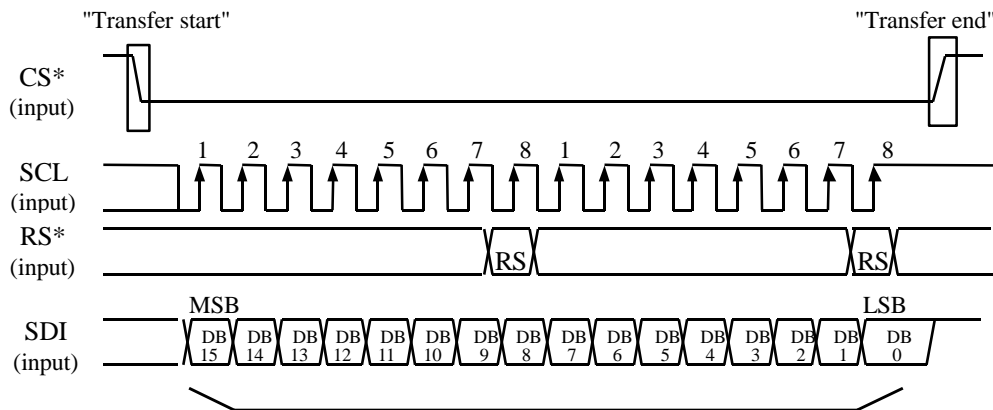 "Transfer start" "Transfer end"
CS*
(input)
1 2 3 4 5 6 7 8 1 2 3 4 5 6 7 8
SCL
(input)
RS*
(input)
RS RS
MSB LSB
SDI
(input)
DB DB DB DB DB DB DB DB DB DB DB DB DB DB DB DB
15 14 13 12 11 10 9 8 7 6 5 4 3 2 1 0